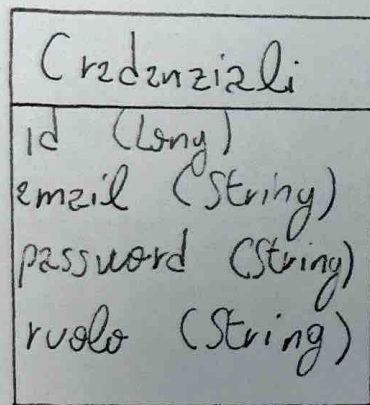 Credenziali
id (Long)
email (String)
password (String)
ruolo (String)